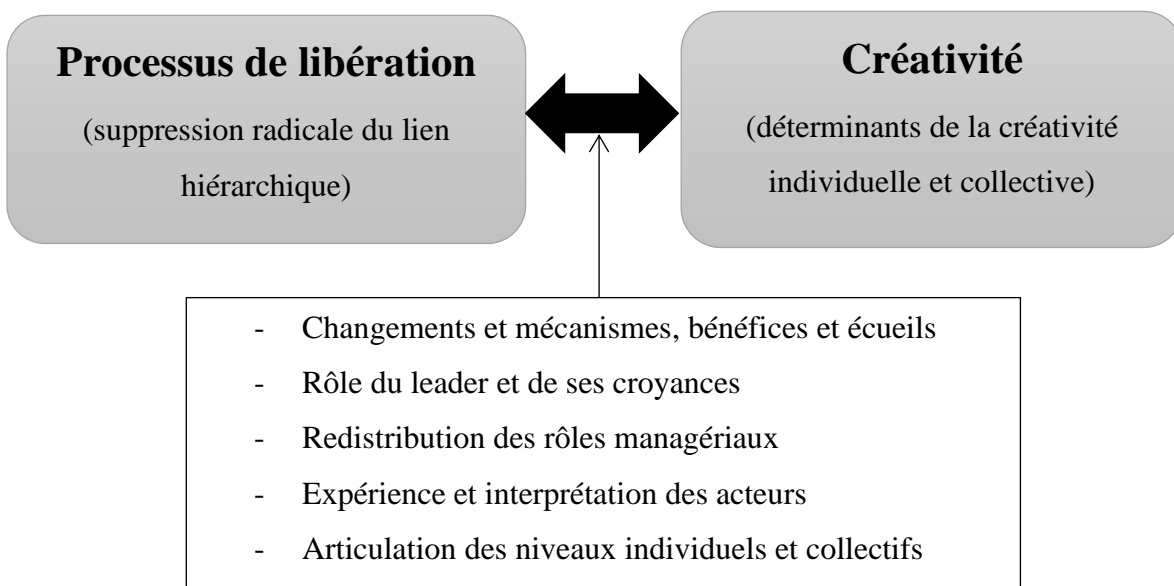 Processus de libération
(suppression radicale du lien
hiérarchique)
Créativité
(déterminants de la créativité
individuelle et collective)
- Changements et mécanismes, bénéfices et écueils
- Rôle du leader et de ses croyances
- Redistribution des rôles managériaux
- Expérience et interprétation des acteurs
- Articulation des niveaux individuels et collectifs